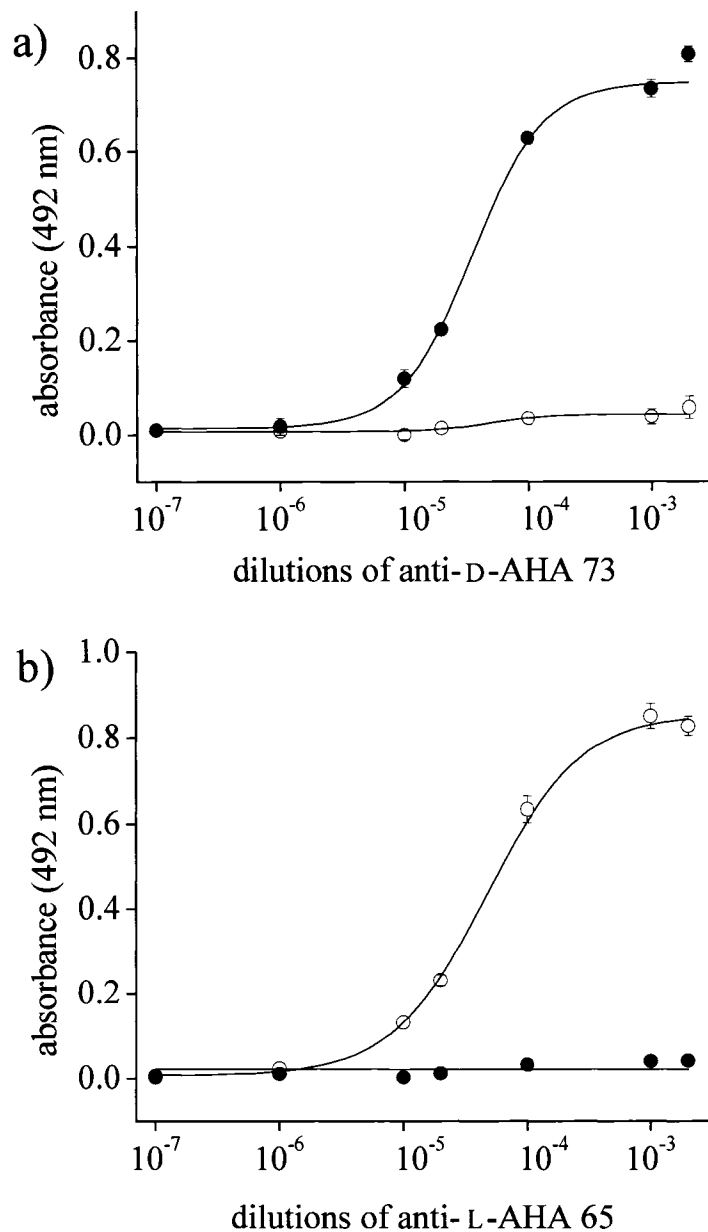 a)
0.8
0.6
0.4
0.2
0.0
absorbance (492 nm)
10⁻⁷ 10⁻⁶ 10⁻⁵ 10⁻⁴ 10⁻³
dilutions of anti-D-AHA 73
b)
1.0
0.8
0.6
0.4
0.2
0.0
absorbance (492 nm)
10⁻⁷ 10⁻⁶ 10⁻⁵ 10⁻⁴ 10⁻³
dilutions of anti-L-AHA 65